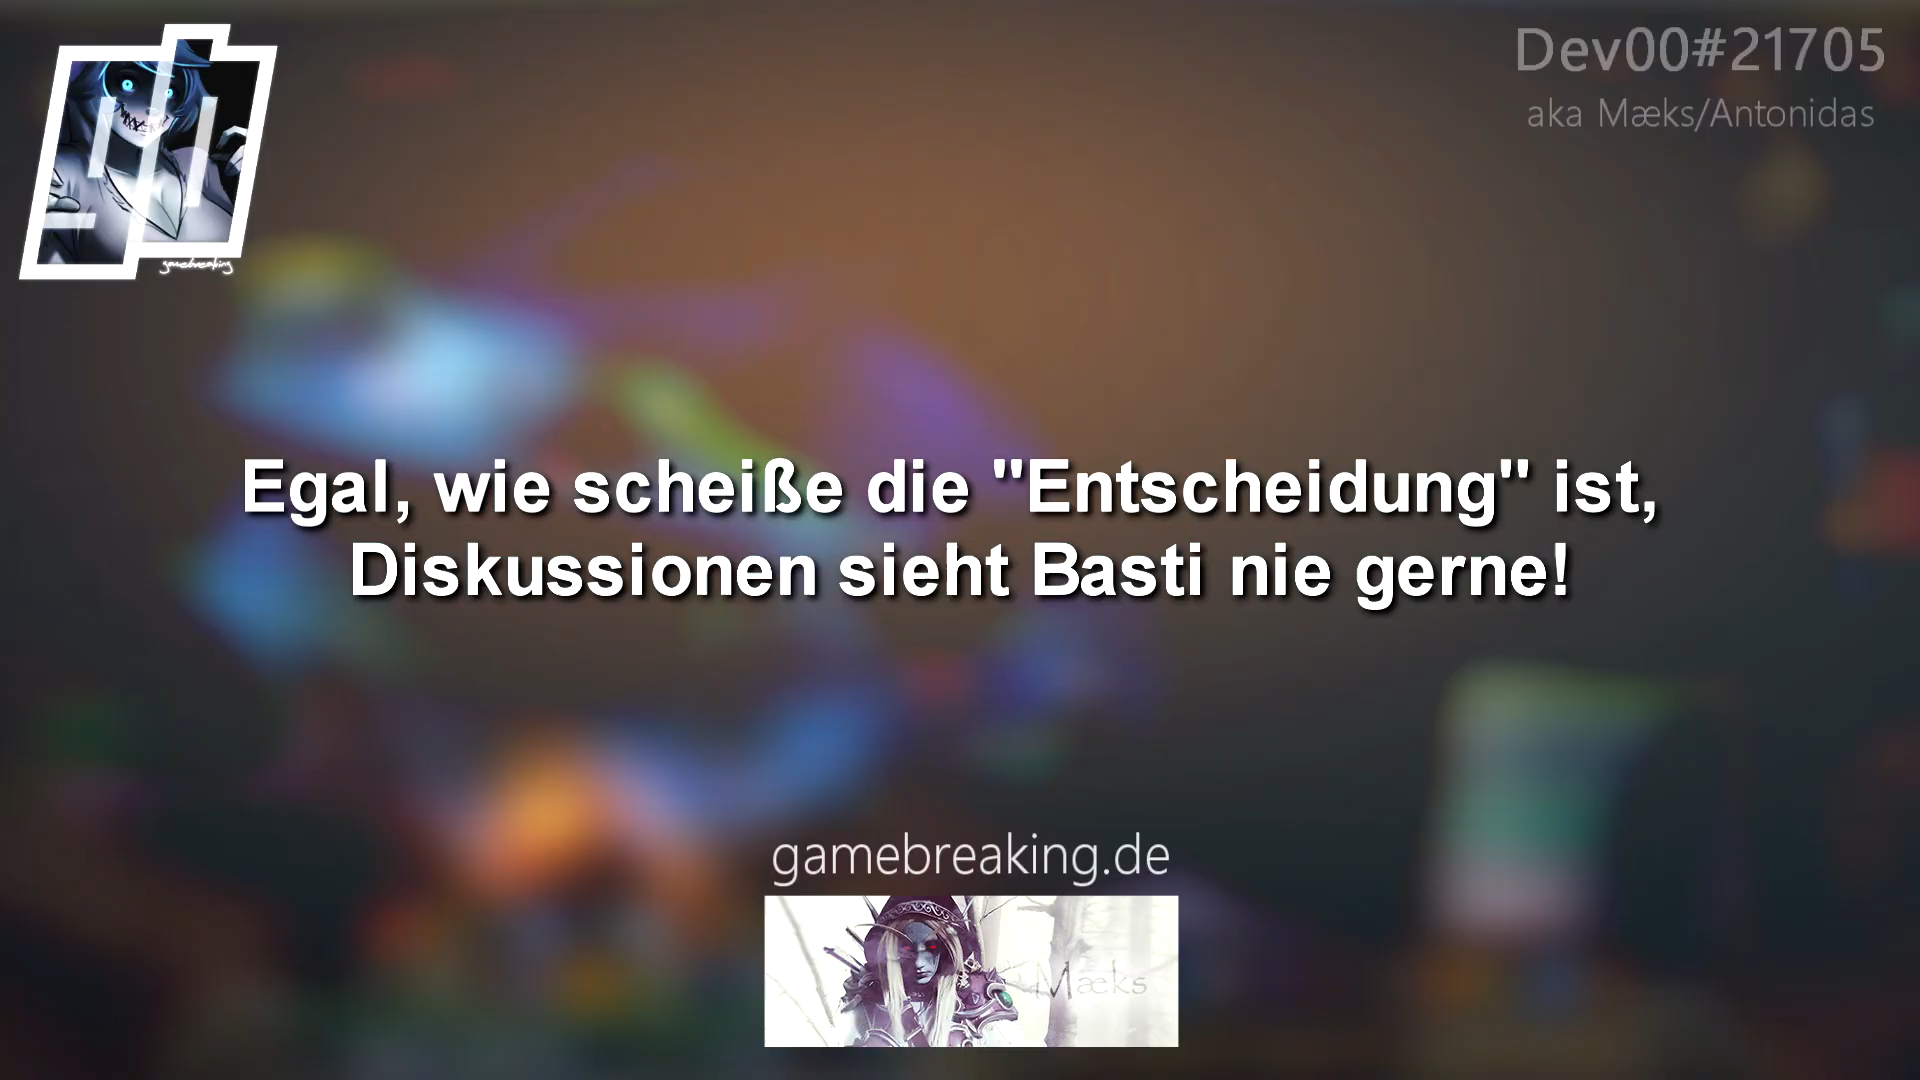 Dev00#21705
aka Mæks/Antonidas
gamebreaking
Egal, wie scheiße die "Entscheidung" ist,
Diskussionen sieht Basti nie gerne!
gamebreaking.de
Mæks